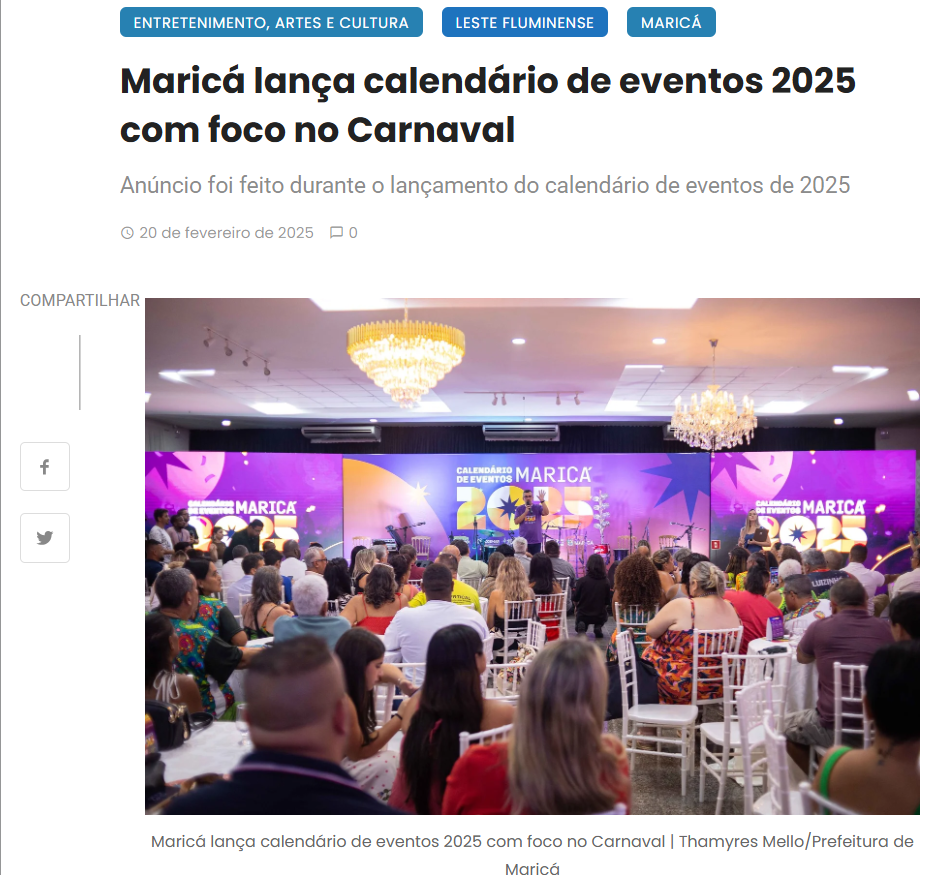 ENTRETENIMENTO, ARTES E CULTURA LESTE FLUMINENSE MARICÁ
Maricá lança calendário de eventos 2025
com foco no Carnaval
Anúncio foi feito durante o lançamento do calendário de eventos de 2025
20 de fevereiro de 2025 0
COMPARTILHAR
CALENDÁRIO
DE EVENTOS MARICÁ
2025
CALENDÁRIO
DE EVENTOS MARICÁ
2025
CALENDÁRIO
DE EVENTOS MARICÁ
2025
Maricá lança calendário de eventos 2025 com foco no Carnaval | Thamyres Mello/Prefeitura de
Maricá